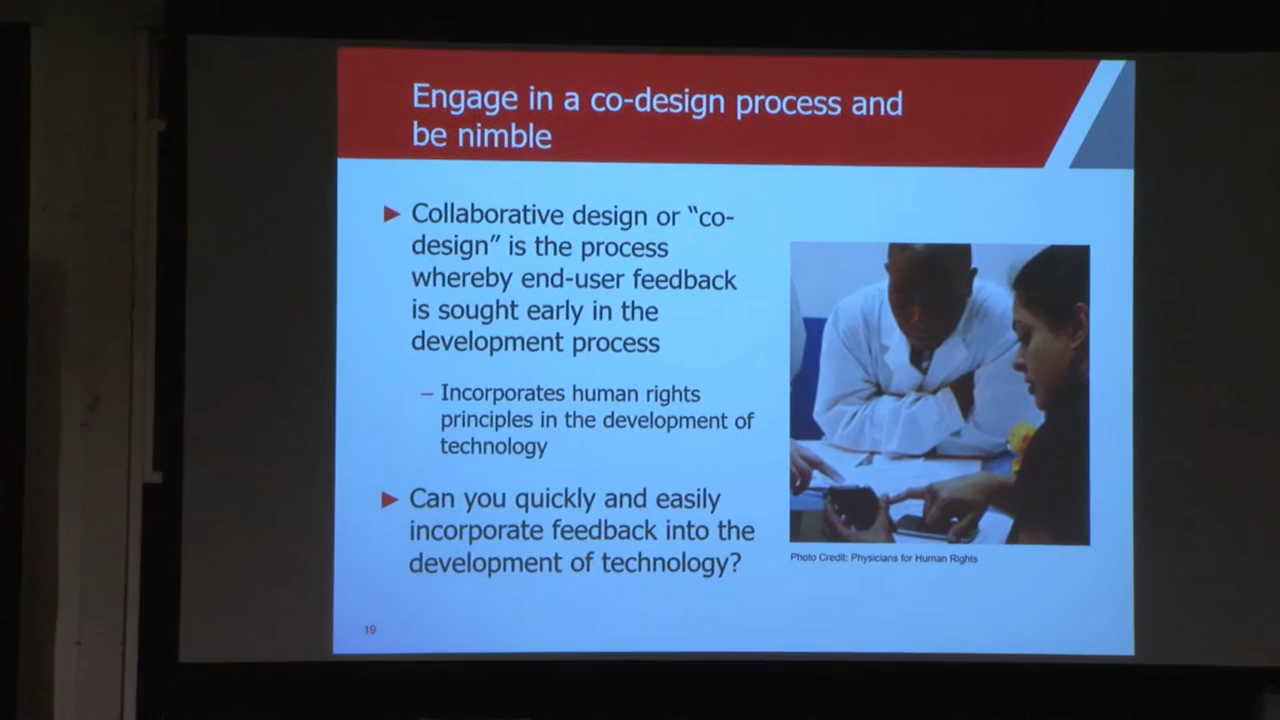 Engage in a co-design process and
be nimble
► Collaborative design or “co-
design” is the process
whereby end-user feedback
is sought early in the
development process
– Incorporates human rights
principles in the development of
technology
► Can you quickly and easily
incorporate feedback into the
development of technology?
Photo Credit: Physicians for Human Rights
19